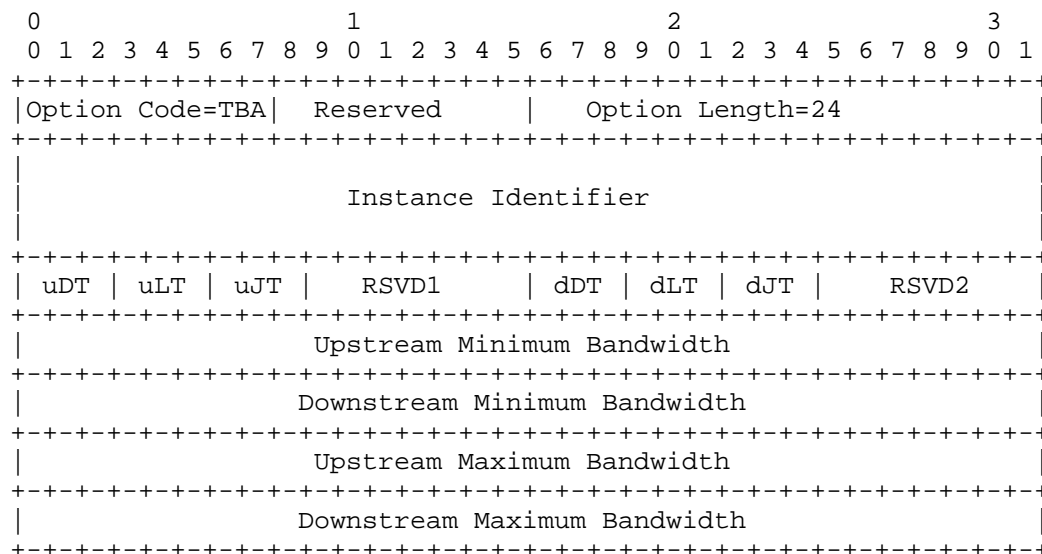 0                   1                   2                   3
 0 1 2 3 4 5 6 7 8 9 0 1 2 3 4 5 6 7 8 9 0 1 2 3 4 5 6 7 8 9 0 1
+-+-+-+-+-+-+-+-+-+-+-+-+-+-+-+-+-+-+-+-+-+-+-+-+-+-+-+-+-+-+-+-+
|Option Code=TBA|  Reserved     |   Option Length=24            |
+-+-+-+-+-+-+-+-+-+-+-+-+-+-+-+-+-+-+-+-+-+-+-+-+-+-+-+-+-+-+-+-+
|                                                               |
|                    Instance Identifier                        |
|                                                               |
+-+-+-+-+-+-+-+-+-+-+-+-+-+-+-+-+-+-+-+-+-+-+-+-+-+-+-+-+-+-+-+-+
| uDT | uLT | uJT |   RSVD1     | dDT | dLT | dJT |    RSVD2    |
+-+-+-+-+-+-+-+-+-+-+-+-+-+-+-+-+-+-+-+-+-+-+-+-+-+-+-+-+-+-+-+-+
|                  Upstream Minimum Bandwidth                   |
+-+-+-+-+-+-+-+-+-+-+-+-+-+-+-+-+-+-+-+-+-+-+-+-+-+-+-+-+-+-+-+-+
|                 Downstream Minimum Bandwidth                  |
+-+-+-+-+-+-+-+-+-+-+-+-+-+-+-+-+-+-+-+-+-+-+-+-+-+-+-+-+-+-+-+-+
|                  Upstream Maximum Bandwidth                   |
+-+-+-+-+-+-+-+-+-+-+-+-+-+-+-+-+-+-+-+-+-+-+-+-+-+-+-+-+-+-+-+-+
|                 Downstream Maximum Bandwidth                  |
+-+-+-+-+-+-+-+-+-+-+-+-+-+-+-+-+-+-+-+-+-+-+-+-+-+-+-+-+-+-+-+-+